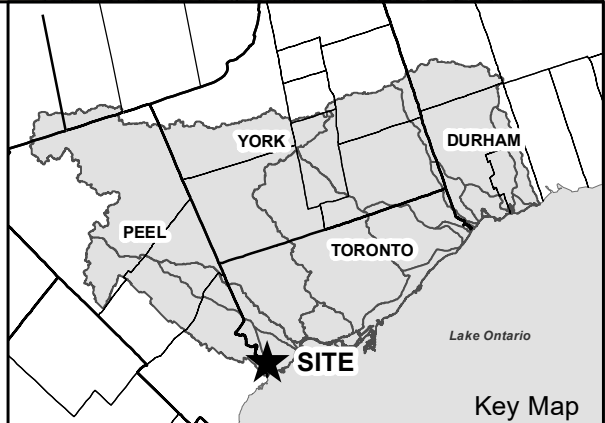 YORK
DURHAM
PEEL
TORONTO
Lake Ontario
SITE
Key Map